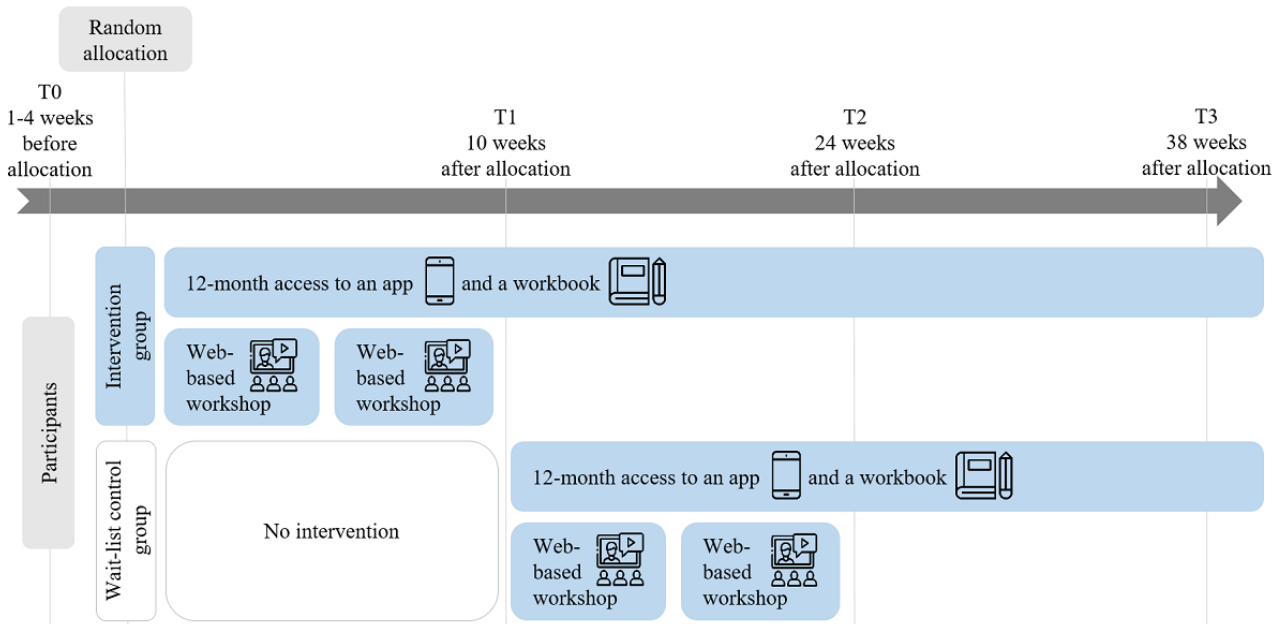 Random
allocation
T0
1-4 weeks
before
allocation
T1
10 weeks
after allocation
T2
24 weeks
after allocation
T3
38 weeks
after allocation
Participants
Intervention
group
12-month access to an app
and a workbook
Web-
based
workshop
Web-
based
workshop
Wait-list control
group
No intervention
12-month access to an app
and a workbook
Web-
based
workshop
Web-
based
workshop